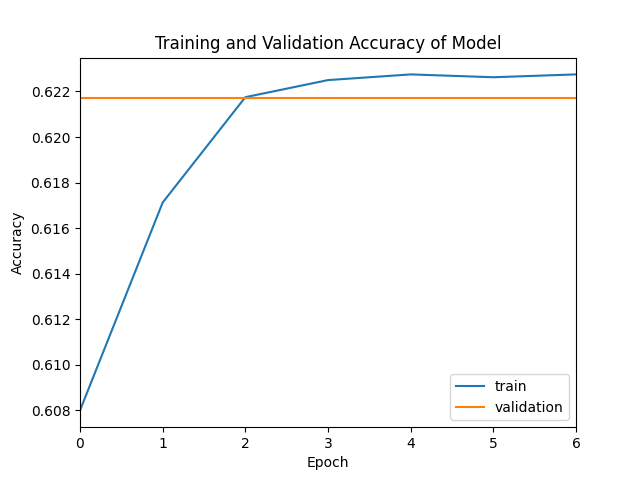 Training and Validation Accuracy of Model
Accuracy
0.622
0.620
0.618
0.616
0.614
0.612
0.610
0.608
train
validation
0 1 2 3 4 5 6
Epoch